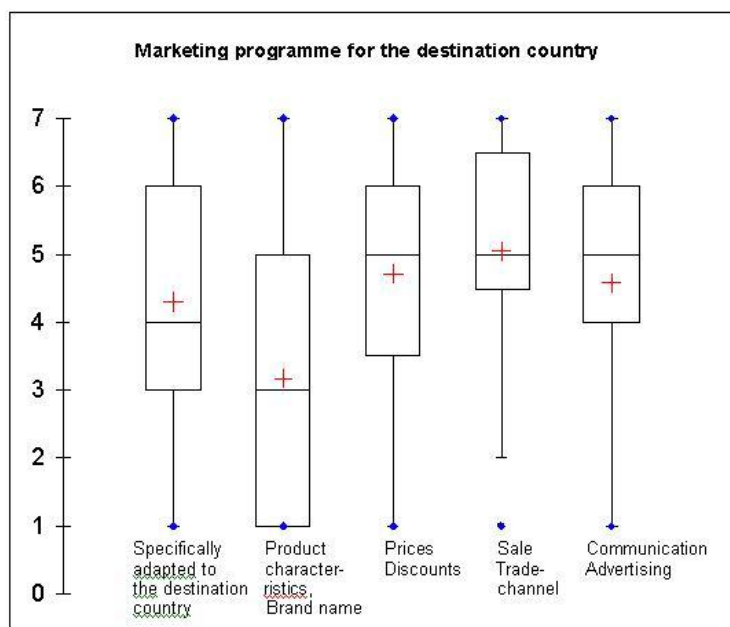 Marketing programme for the destination country
7
6
5
4
3
2
1
0
Specifically
adapted to
the destination
country
Product
character-
ristics,
Brand name
Prices
Discounts
Sale
Trade-
channel
Communication
Advertising